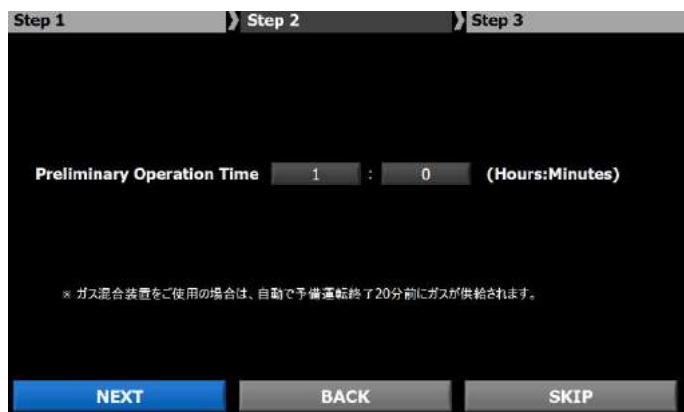 Step 1 Step 2 Step 3
Preliminary Operation Time 1 : 0 (Hours:Minutes)
※ ガス混合装置をご使用の場合は、自動で予備運転終了20分前にガスが供給されます。
NEXT BACK SKIP